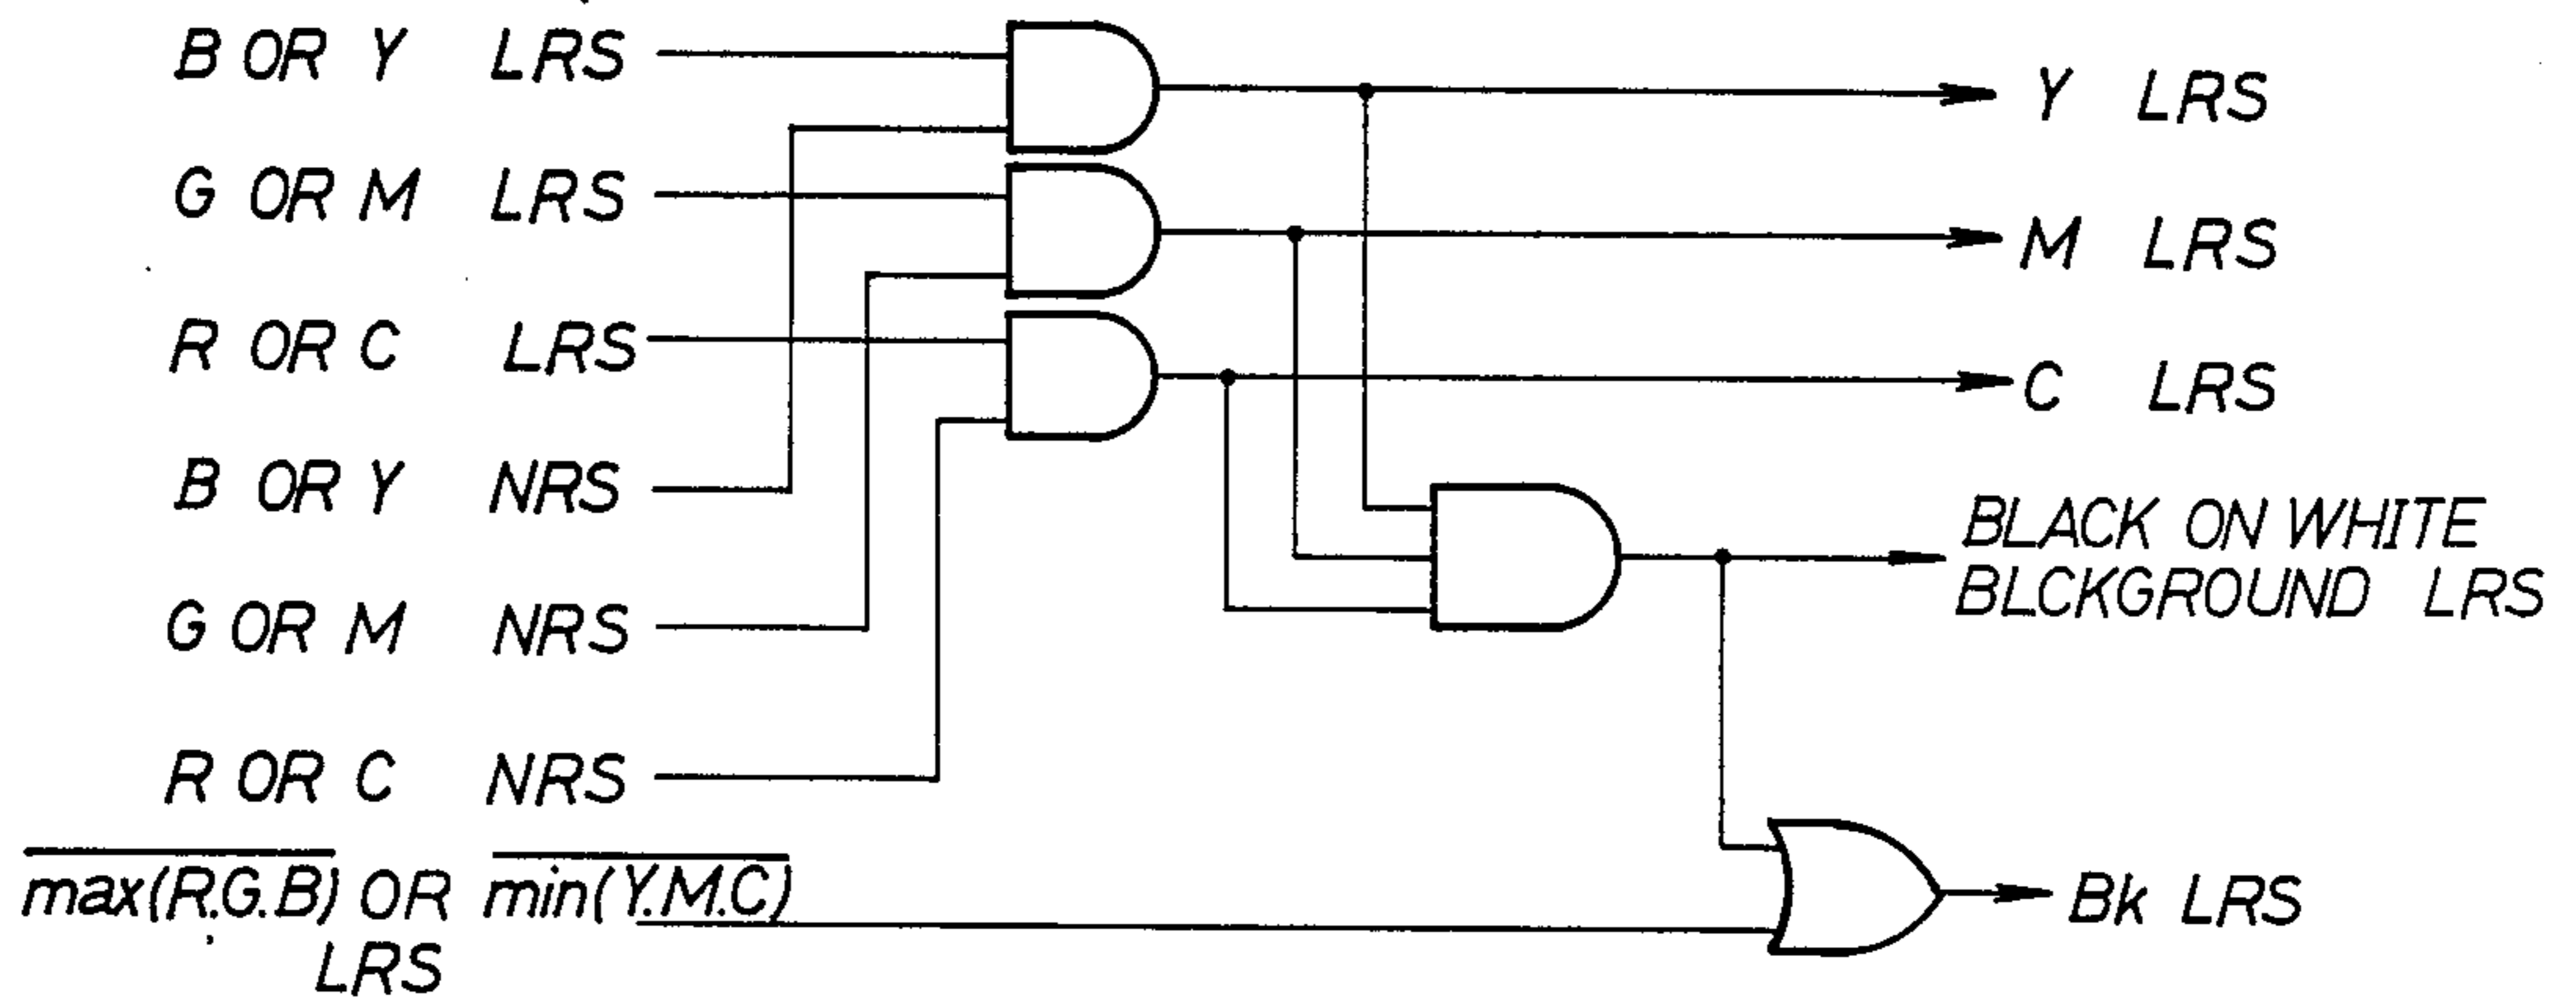 B OR Y LRS
G OR M LRS
R OR C LRS
B OR Y NRS
G OR M NRS
R OR C NRS
max(R.G.B) OR min(Y.M.C)
LRS
Y LRS
M LRS
C LRS
BLACK ON WHITE
BLCKGROUND LRS
Bk LRS